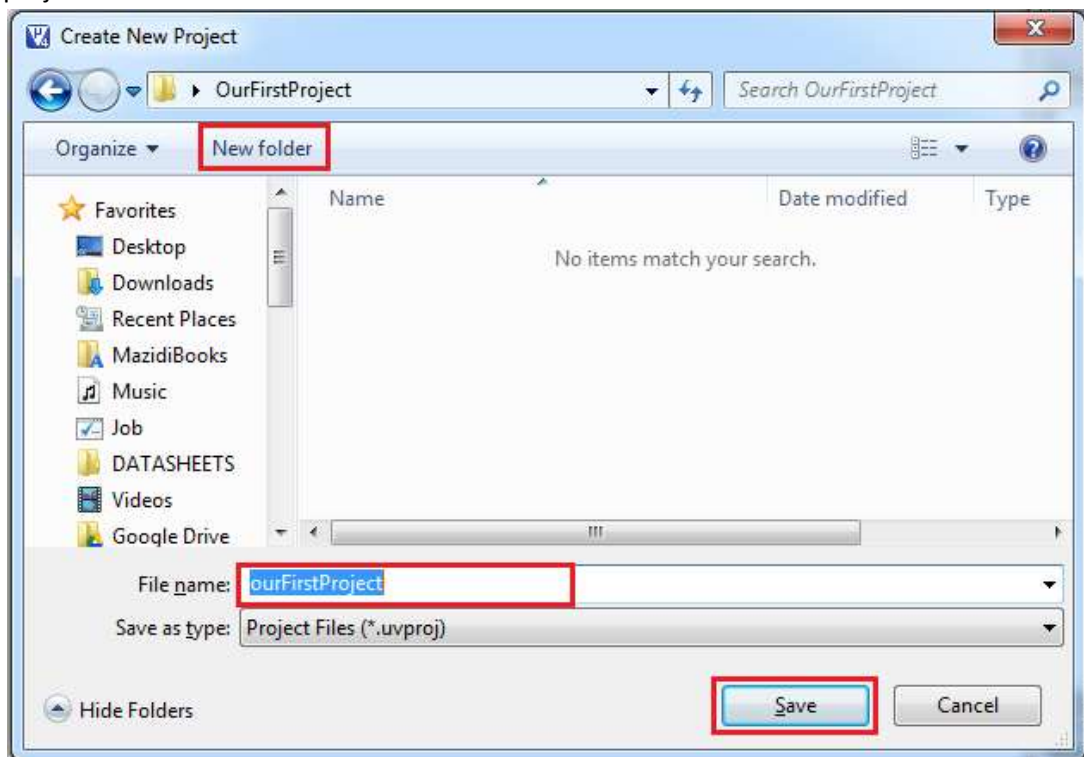 Create New Project
OurFirstProject
Search OurFirstProject
Organize
New folder
Name
Date modified
Type
No items match your search.
Favorites
Desktop
Downloads
Recent Places
MazidiBooks
Music
Job
DATASHEETS
Videos
Google Drive
File name: ourFirstProject
Save as type: Project Files (*.uvproj)
Hide Folders
Save
Cancel